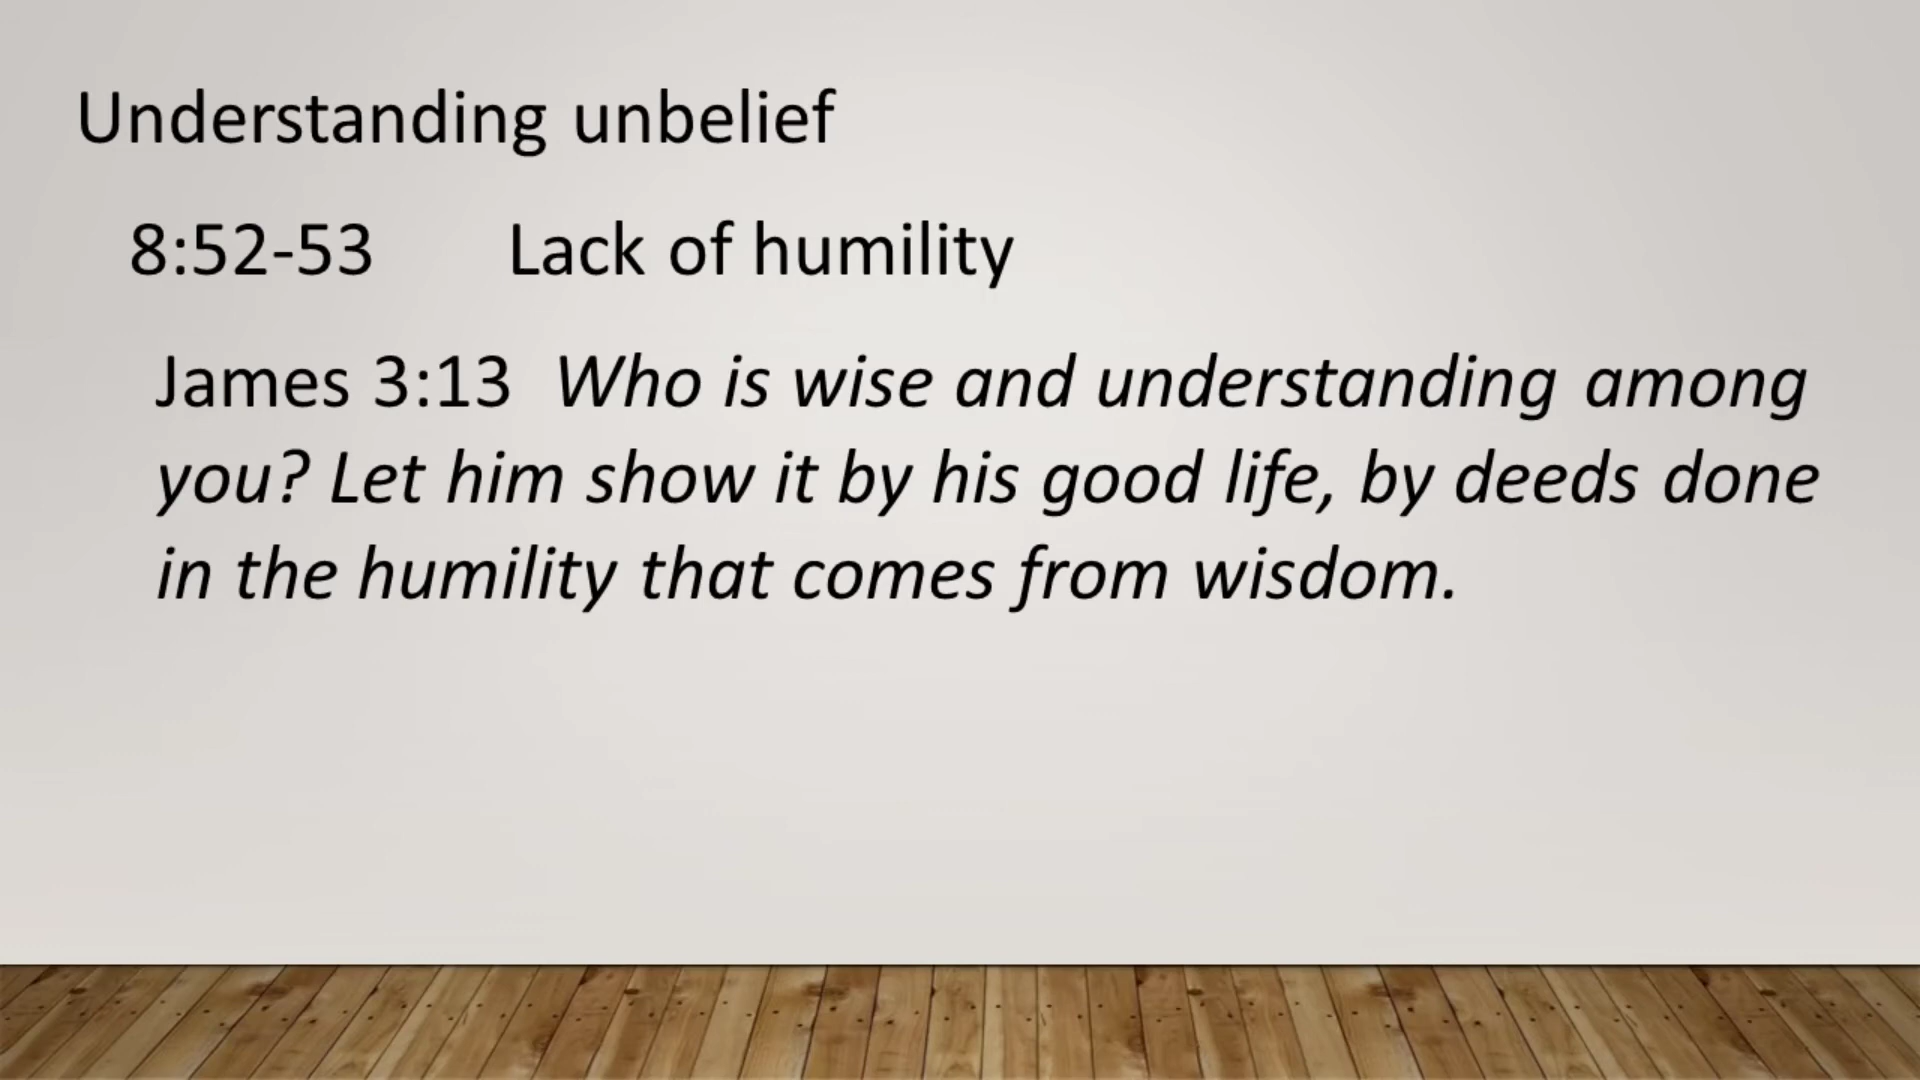 Understanding unbelief
8:52-53 Lack of humility
James 3:13 Who is wise and understanding among
you? Let him show it by his good life, by deeds done
in the humility that comes from wisdom.